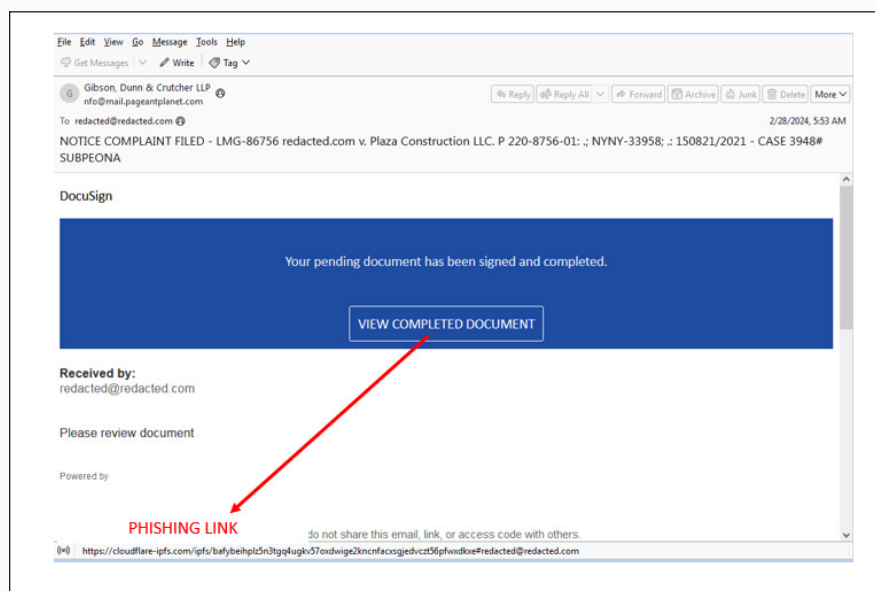 File Edit View Go Message Tools Help
Get Messages Write Tag
G Gibson, Dunn & Crutcher LLP
nfo@mail.pageantplanet.com
Reply Reply All Forward Archive Junk Delete More
To redacted@redacted.com
2/28/2024, 5:53 AM
NOTICE COMPLAINT FILED - LMG-86756 redacted.com v. Plaza Construction LLC. P 220-8756-01: .; NYNY-33958; .: 150821/2021 - CASE 3948#
SUBPEONA
DocuSign
Your pending document has been signed and completed.
VIEW COMPLETED DOCUMENT
Received by:
redacted@redacted.com
Please review document
Powered by
PHISHING LINK
do not share this email, link, or access code with others.
https://cloudflare-ipfs.com/ipfs/bafybeihplz5n3tgq4ugkv57oxdwige2kncnfacxsgjedvczt56pfwxdkxe#redacted@redacted.com